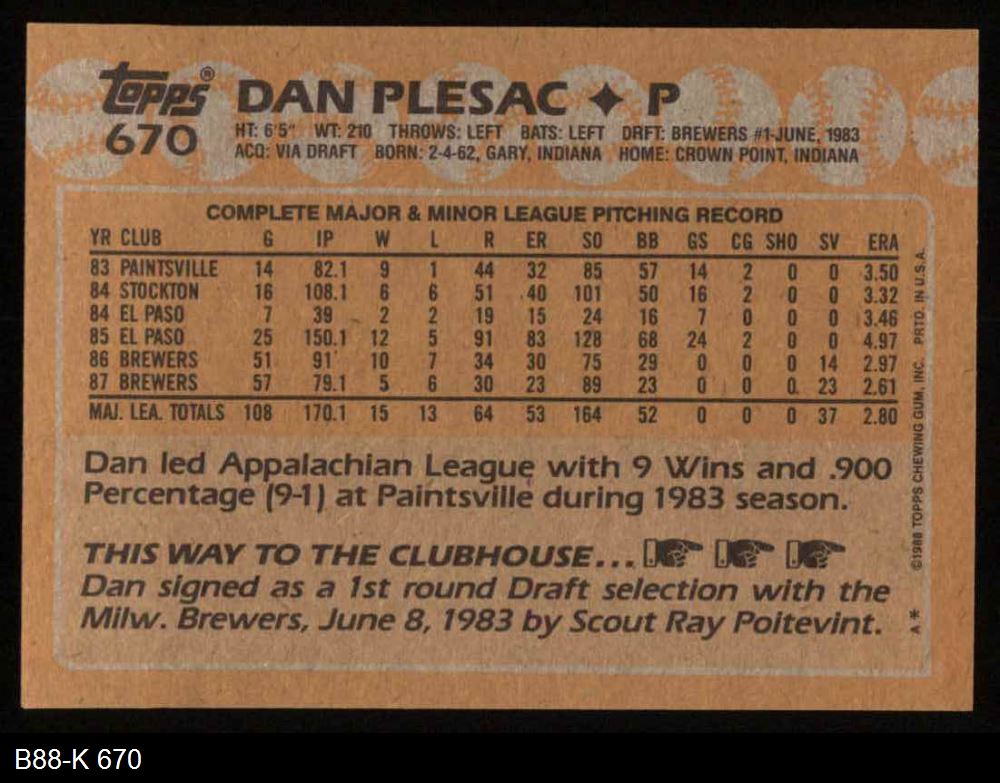 topps® DAN PLESAC ✦ P
670
HT: 6'5" WT: 210 THROWS: LEFT BATS: LEFT DRFT: BREWERS #1-JUNE, 1983
ACQ: VIA DRAFT BORN: 2-4-62, GARY, INDIANA HOME: CROWN POINT, INDIANA
COMPLETE MAJOR & MINOR LEAGUE PITCHING RECORD
YR CLUB G IP W L R ER SO BB GS CG SHO SV ERA
83 PAINTSVILLE 14 82.1 9 1 44 32 85 57 14 2 0 0 3.50
84 STOCKTON 16 108.1 6 6 51 40 101 50 16 2 0 0 3.32
84 EL PASO 7 39 2 2 19 15 24 16 7 0 0 0 3.46
85 EL PASO 25 150.1 12 5 91 83 128 68 24 2 0 0 4.97
86 BREWERS 51 91 10 7 34 30 75 29 0 0 0 14 2.97
87 BREWERS 57 79.1 5 6 30 23 89 23 0 0 0 23 2.61
MAJ. LEA. TOTALS 108 170.1 15 13 64 53 164 52 0 0 0 37 2.80
Dan led Appalachian League with 9 Wins and .900
Percentage (9-1) at Paintsville during 1983 season.
THIS WAY TO THE CLUBHOUSE...
Dan signed as a 1st round Draft selection with the
Milw. Brewers, June 8, 1983 by Scout Ray Poitevint.
A** ©1988 TOPPS CHEWING GUM, INC. PRTD. IN U.S.A.
B88-K 670